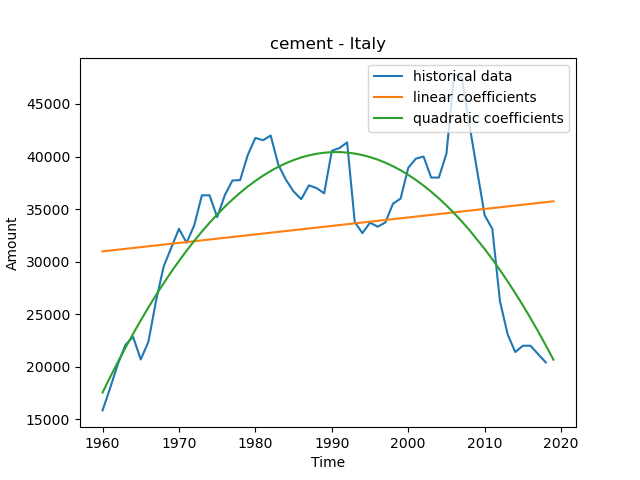 cement - Italy
historical data
linear coefficients
quadratic coefficients
Amount
45000
40000
35000
30000
25000
20000
15000
1960 1970 1980 1990 2000 2010 2020
Time